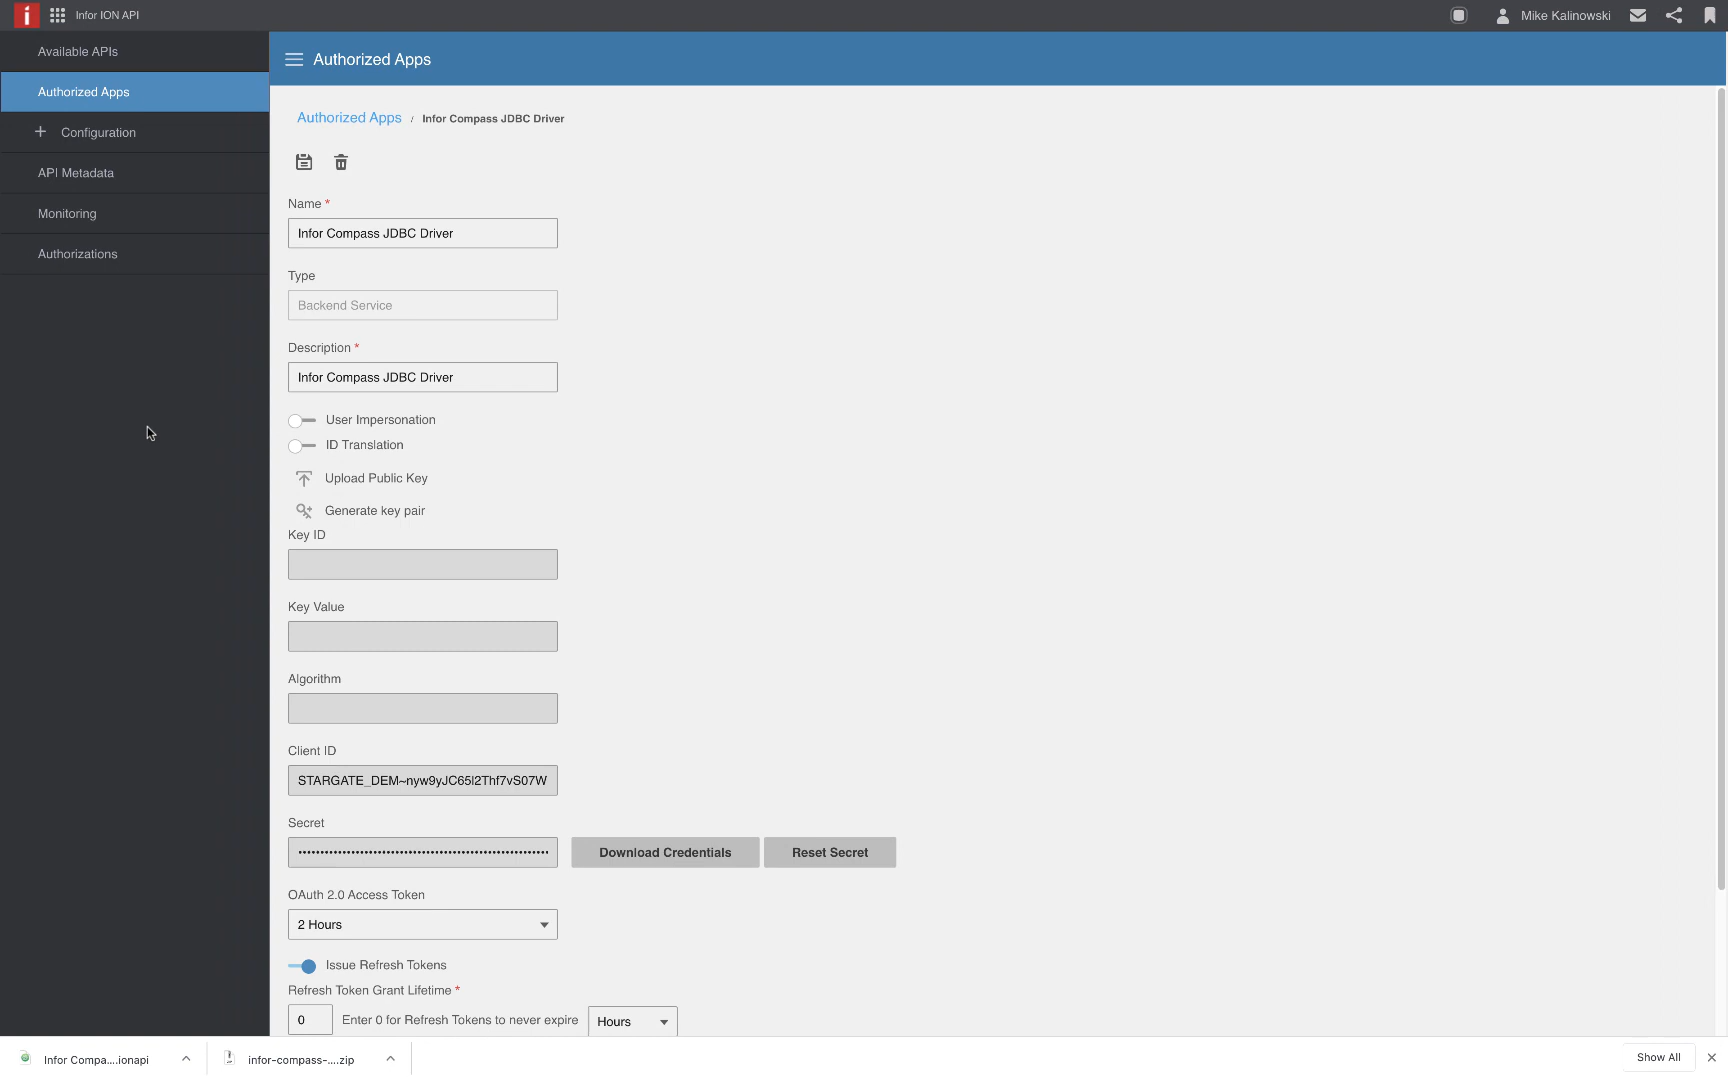 i Infor ION API Mike Kalinowski
Available APIs
Authorized Apps
Configuration
API Metadata
Monitoring
Authorizations
Authorized Apps
Authorized Apps / Infor Compass JDBC Driver
Name *
Infor Compass JDBC Driver
Type
Backend Service
Description *
Infor Compass JDBC Driver
User Impersonation
ID Translation
Upload Public Key
Generate key pair
Key ID
Key Value
Algorithm
Client ID
STARGATE_DEM~nyw9yJC65I2Thf7vS07W
Secret
Download Credentials Reset Secret
OAuth 2.0 Access Token
2 Hours
Issue Refresh Tokens
Refresh Token Grant Lifetime *
0 Enter 0 for Refresh Tokens to never expire Hours
Infor Compa....ionapi infor-compass-....zip Show All